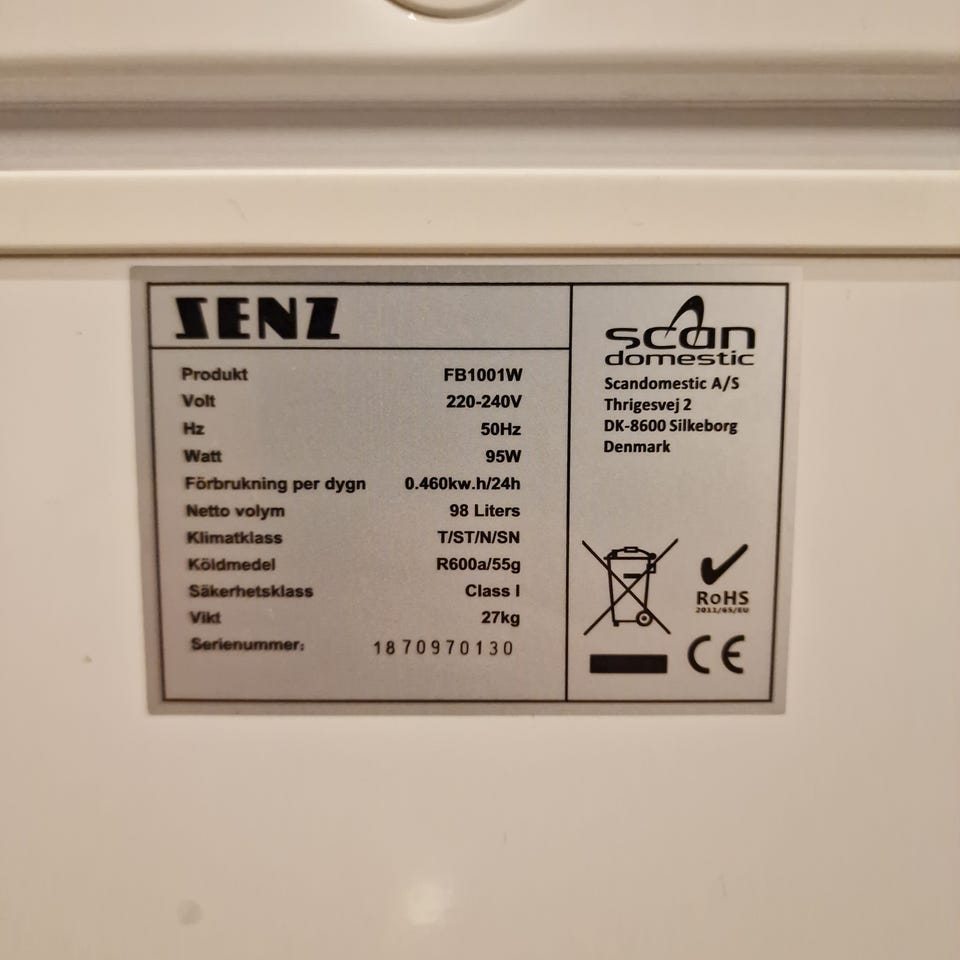 SENZ
Produkt FB1001W
Volt 220-240V
Hz 50Hz
Watt 95W
Förbrukning per dygn 0.460kw.h/24h
Netto volym 98 Liters
Klimatklass T/ST/N/SN
Köldmedel R600a/55g
Säkerhetsklass Class I
Vikt 27kg
Serienummer: 1870970130
scan
domestic
Scandomestic A/S
Thrigesvej 2
DK-8600 Silkeborg
Denmark
RoHS
2011/65/EU
CE